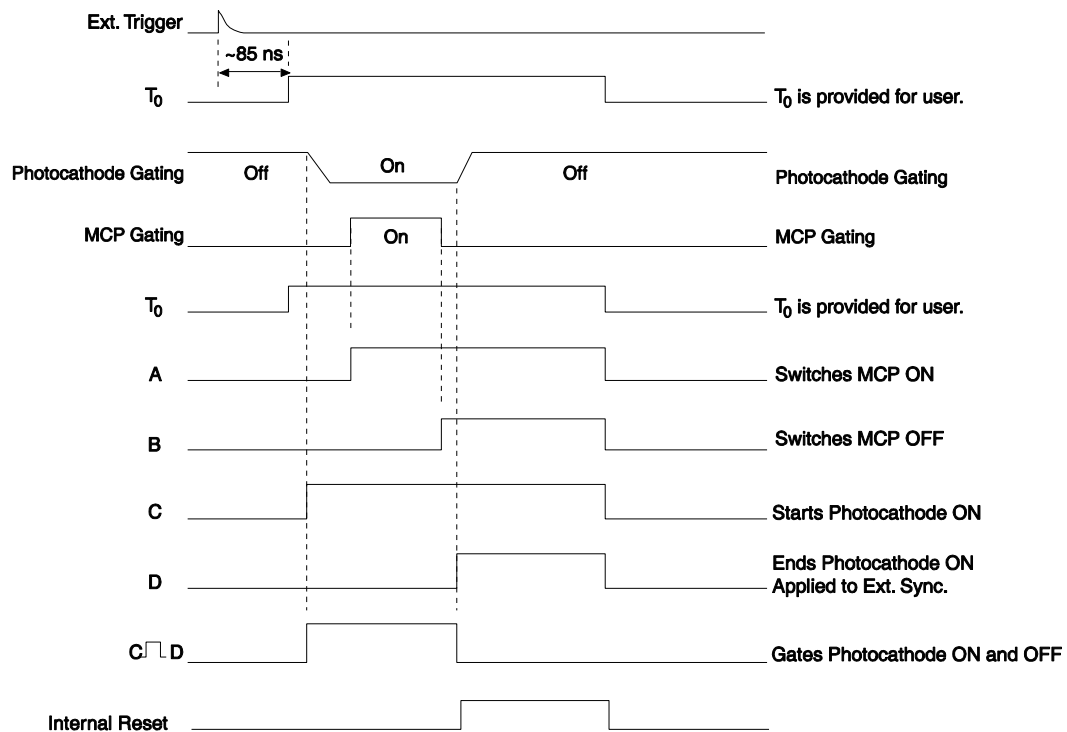 Ext. Trigger
~85 ns
T0 T0 is provided for user.
Photocathode Gating Off On Off Photocathode Gating
MCP Gating On MCP Gating
T0 T0 is provided for user.
A Switches MCP ON
B Switches MCP OFF
C Starts Photocathode ON
D Ends Photocathode ON
Applied to Ext. Sync.
C D Gates Photocathode ON and OFF
Internal Reset